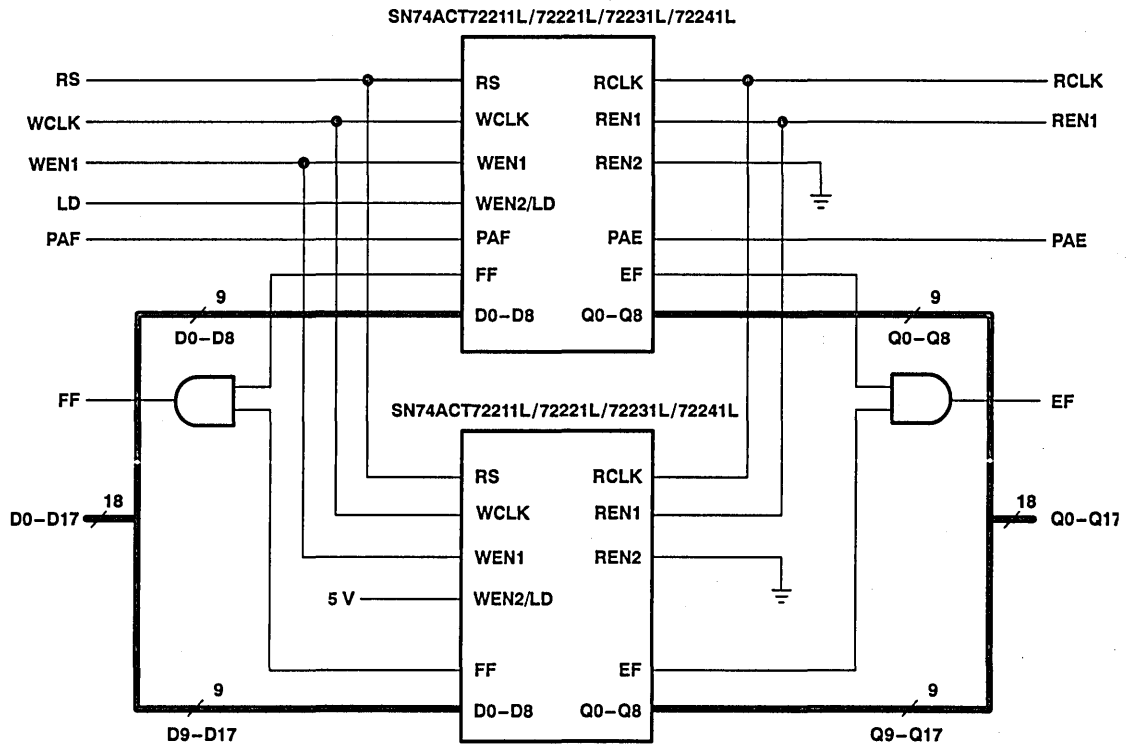 SN74ACT72211L/72221L/72231L/72241L
RS RS RCLK RCLK
WCLK WCLK REN1 REN1
WEN1 WEN1 REN2
LD WEN2/LD
PAF PAF PAE PAE
FF EF
9 9
D0–D8 Q0–Q8
D0–D8 Q0–Q8
FF EF
SN74ACT72211L/72221L/72231L/72241L
RS RCLK
18 18
D0–D17 WCLK REN1 Q0–Q17
WEN1 REN2
5 V WEN2/LD
FF EF
9 9
D0–D8 Q0–Q8
D9–D17 Q9–Q17